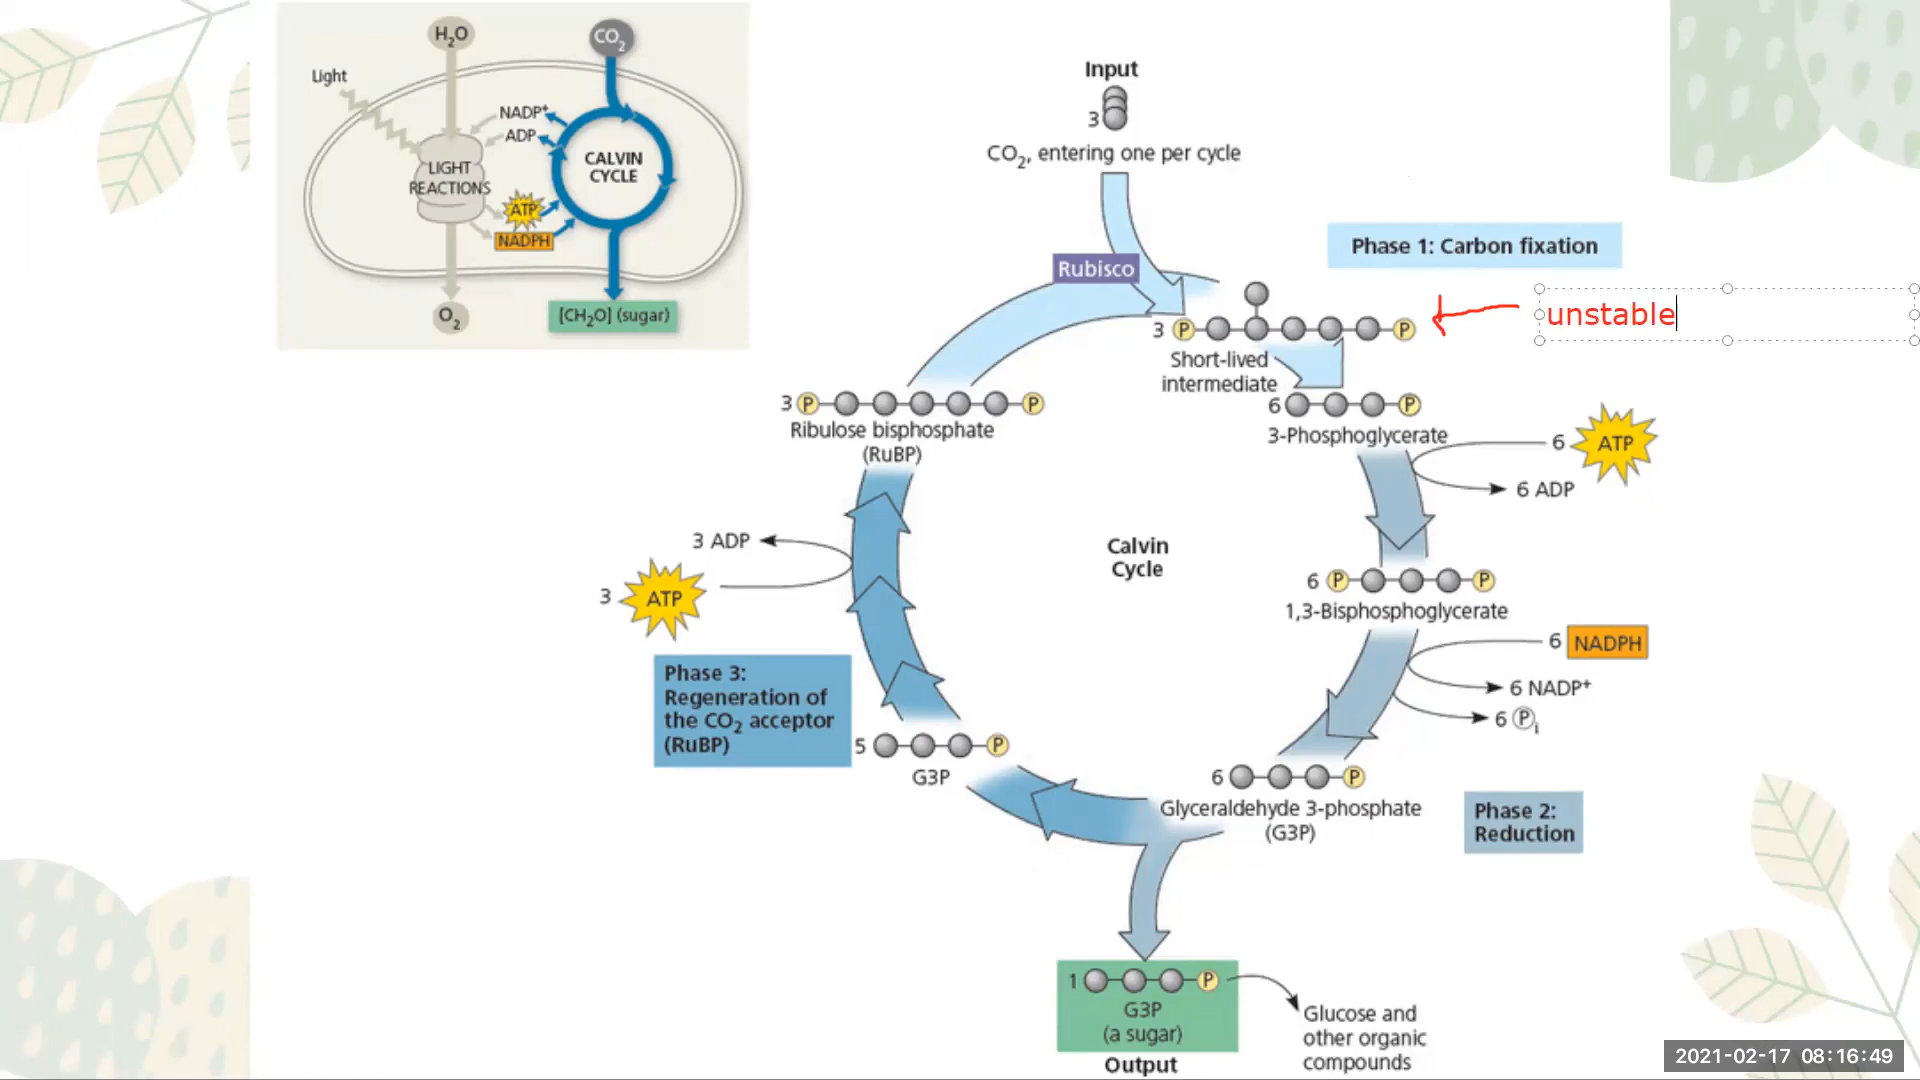 H₂O
CO₂
Light
NADP⁺
ADP
LIGHT
REACTIONS
CALVIN
CYCLE
ATP
NADPH
O₂
[CH₂O] (sugar)
Input
3
CO₂, entering one per cycle
Phase 1: Carbon fixation
Rubisco
unstable
3 P P
Short-lived
intermediate
3 P P
Ribulose bisphosphate
(RuBP)
6 P
3-Phosphoglycerate
6 ATP
6 ADP
3 ADP
3 ATP
Calvin
Cycle
6 P P
1,3-Bisphosphoglycerate
6 NADPH
6 NADP⁺
6 Pᵢ
Phase 3:
Regeneration of
the CO₂ acceptor
(RuBP)
5 P
G3P
6 P
Glyceraldehyde 3-phosphate
(G3P)
Phase 2:
Reduction
1 P
G3P
(a sugar)
Output
Glucose and
other organic
compounds
2021-02-17 08:16:49